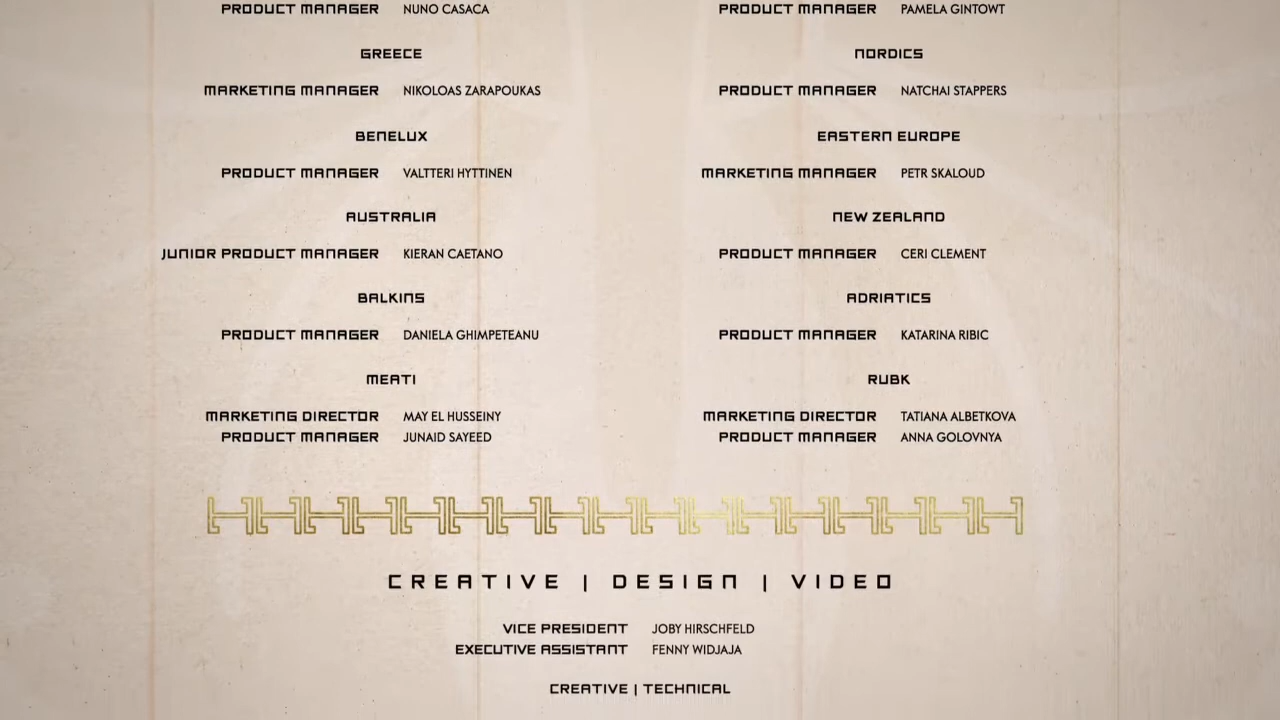 PRODUCT MANAGER NUNO CASACA
PRODUCT MANAGER PAMELA GINTOWT
GREECE
NORDICS
MARKETING MANAGER NIKOLOAS ZARAPOUKAS
PRODUCT MANAGER NATCHAI STAPPERS
BENELUX
EASTERN EUROPE
PRODUCT MANAGER VALTTERI HYTTINEN
MARKETING MANAGER PETR SKALOUD
AUSTRALIA
NEW ZEALAND
JUNIOR PRODUCT MANAGER KIERAN CAETANO
PRODUCT MANAGER CERI CLEMENT
BALKINS
ADRIATICS
PRODUCT MANAGER DANIELA GHIMPETEANU
PRODUCT MANAGER KATARINA RIBIC
MEATI
RUBK
MARKETING DIRECTOR MAY EL HUSSEINY
MARKETING DIRECTOR TATIANA ALBETKOVA
PRODUCT MANAGER JUNAID SAYEED
PRODUCT MANAGER ANNA GOLOVNYA
CREATIVE | DESIGN | VIDEO
VICE PRESIDENT JOBY HIRSCHFELD
EXECUTIVE ASSISTANT FENNY WIDJAJA
CREATIVE | TECHNICAL